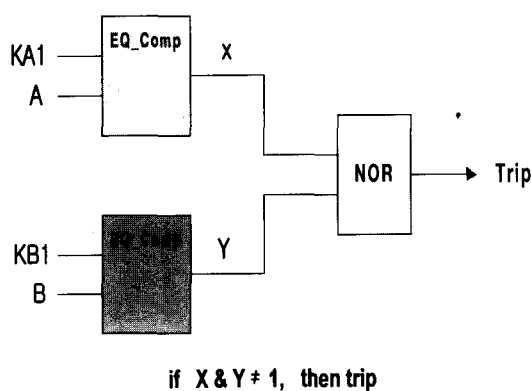 EQ_Comp
X
KA1
A
NOR
Trip
KB1
Y
B
if X & Y ≠ 1, then trip